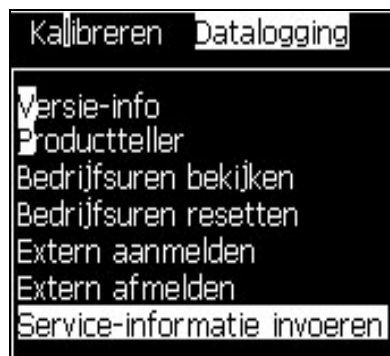 Kalibreren Datalogging
Versie-info
Productteller
Bedrijfsuren bekijken
Bedrijfsuren resetten
Extern aanmelden
Extern afmelden
Service-informatie invoeren